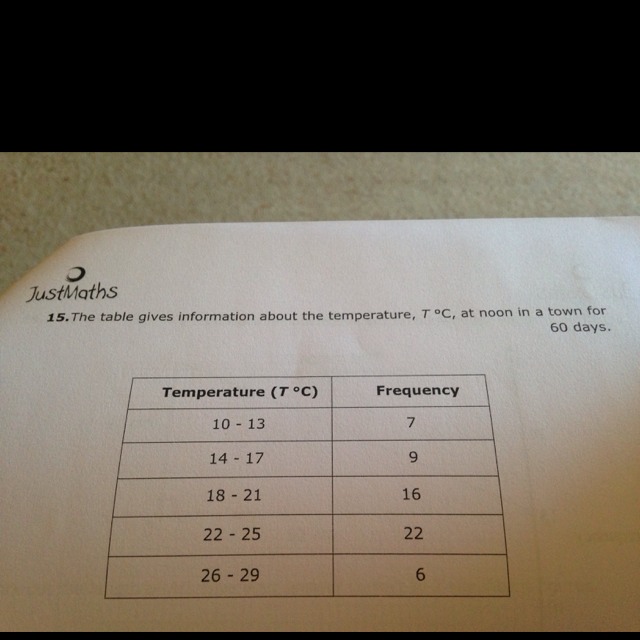 JustMaths
15. The table gives information about the temperature, T °C, at noon in a town for
60 days.
Temperature (T °C) Frequency
10 - 13 7
14 - 17 9
18 - 21 16
22 - 25 22
26 - 29 6